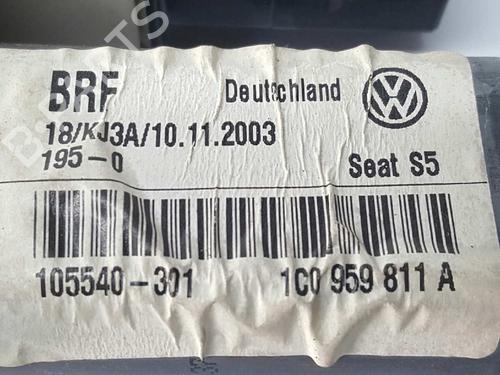 BRF Deutschland
18/KJ3A/10.11.2003
195-0 Seat S5
105540-301 1C0 959 811 A